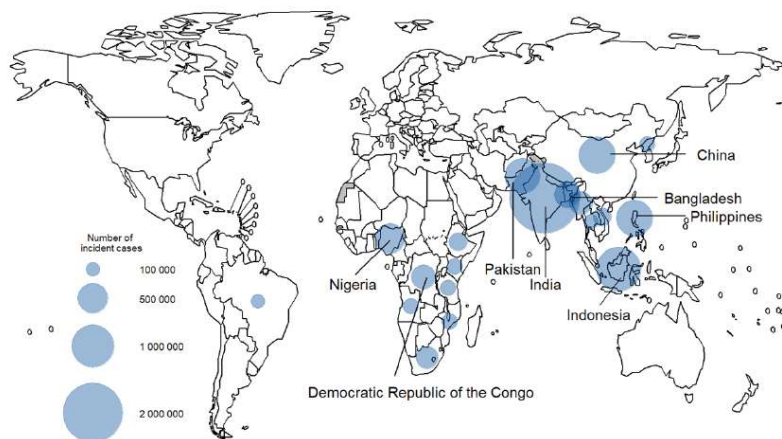 China
Bangladesh
Philippines
Number of
incident cases
100 000
Pakistan
India
500 000
Nigeria
Indonesia
1 000 000
Democratic Republic of the Congo
2 000 000